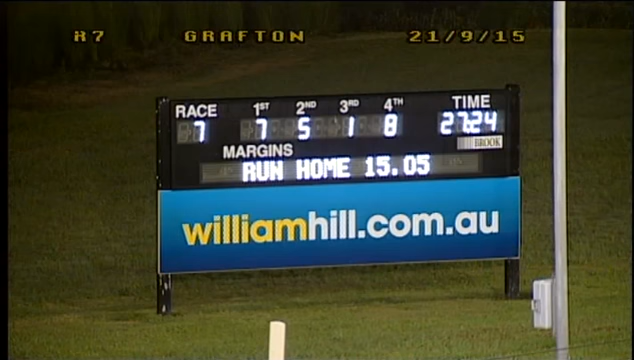 R7 GRAFTON 21/9/15
RACE 1ST 2ND 3RD 4TH TIME
7 7 5 1 8 27.24
BROOK
MARGINS
RUN HOME 15.05
williamhill.com.au